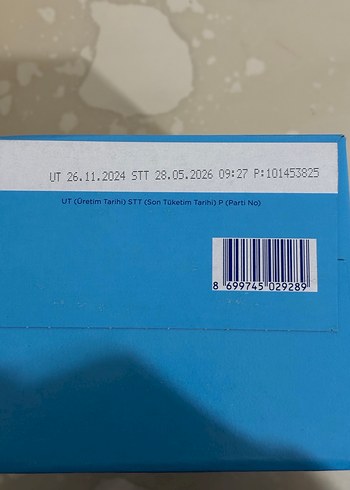 UT 26.11.2024 STT 28.05.2026 09:27 P:101453825
UT (Üretim Tarihi) STT (Son Tüketim Tarihi) P (Parti No)
8 699745 029289